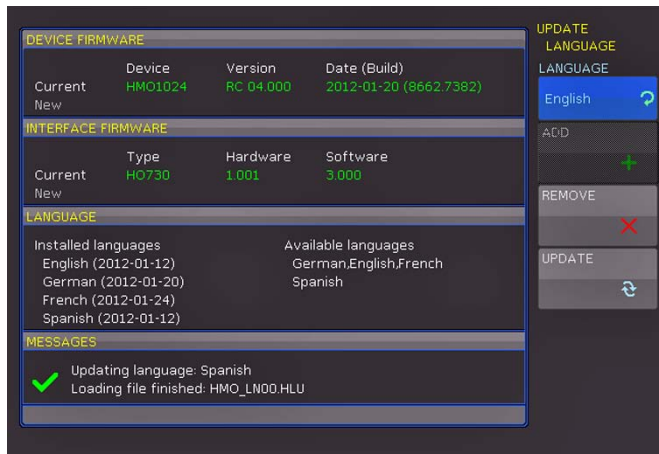 DEVICE FIRMWARE
Device Version Date (Build)
Current HMO1024 RC 04.000 2012-01-20 (8662.7382)
New
INTERFACE FIRMWARE
Type Hardware Software
Current HO730 1.001 3.000
New
LANGUAGE
Installed languages Available languages
English (2012-01-12) German,English,French
German (2012-01-20) Spanish
French (2012-01-24)
Spanish (2012-01-12)
MESSAGES
Updating language: Spanish
Loading file finished: HMO_LN00.HLU
UPDATE
LANGUAGE
LANGUAGE
English
ADD
REMOVE
UPDATE